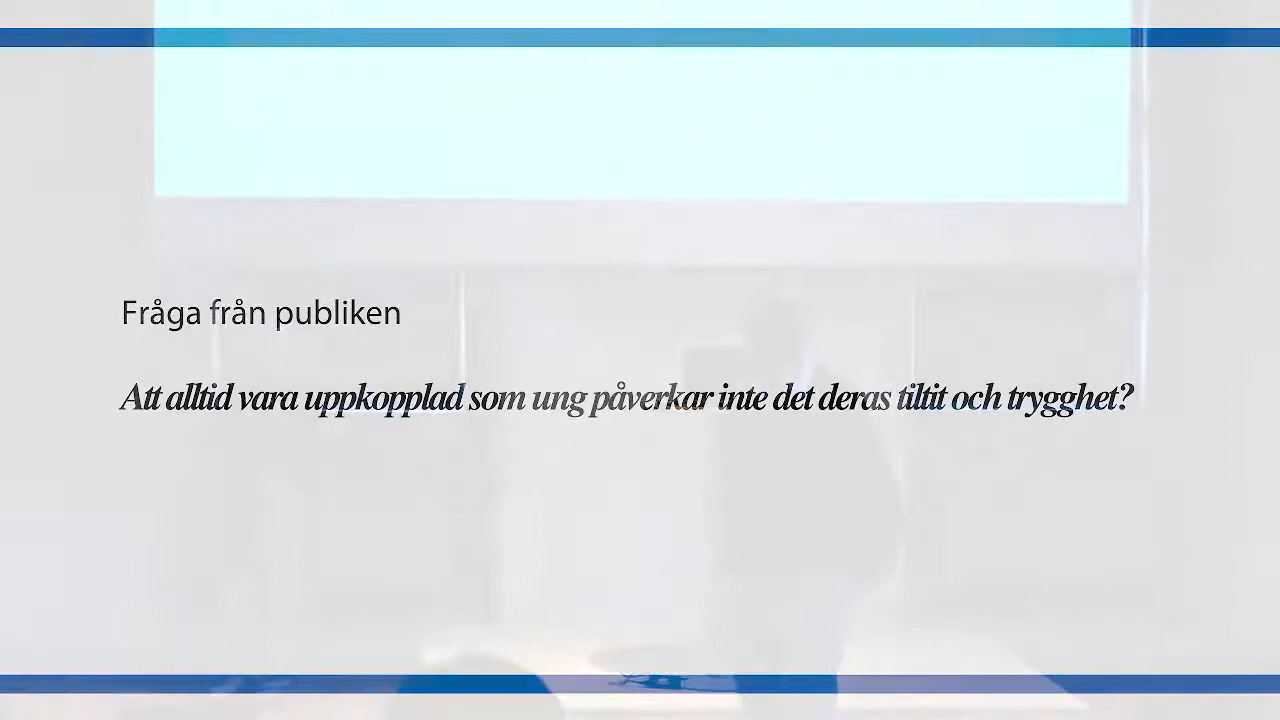 Fråga från publiken
Att alltid vara uppkopplad som ung påverkar inte det deras tiltit och trygghet?